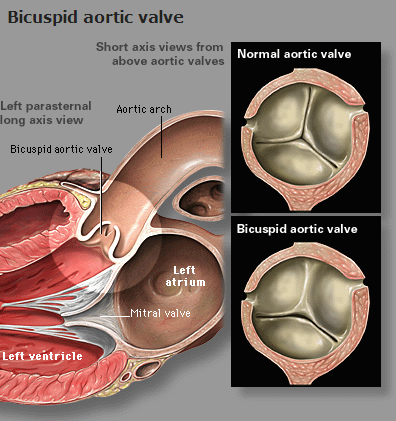 Bicuspid aortic valve
Short axis views from
above aortic valves
Normal aortic valve
Left parasternal
long axis view
Aortic arch
Bicuspid aortic valve
Bicuspid aortic valve
Left
atrium
Mitral valve
Left ventricle